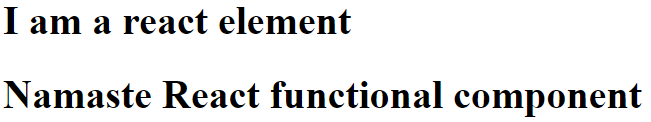 I am a react element
Namaste React functional component